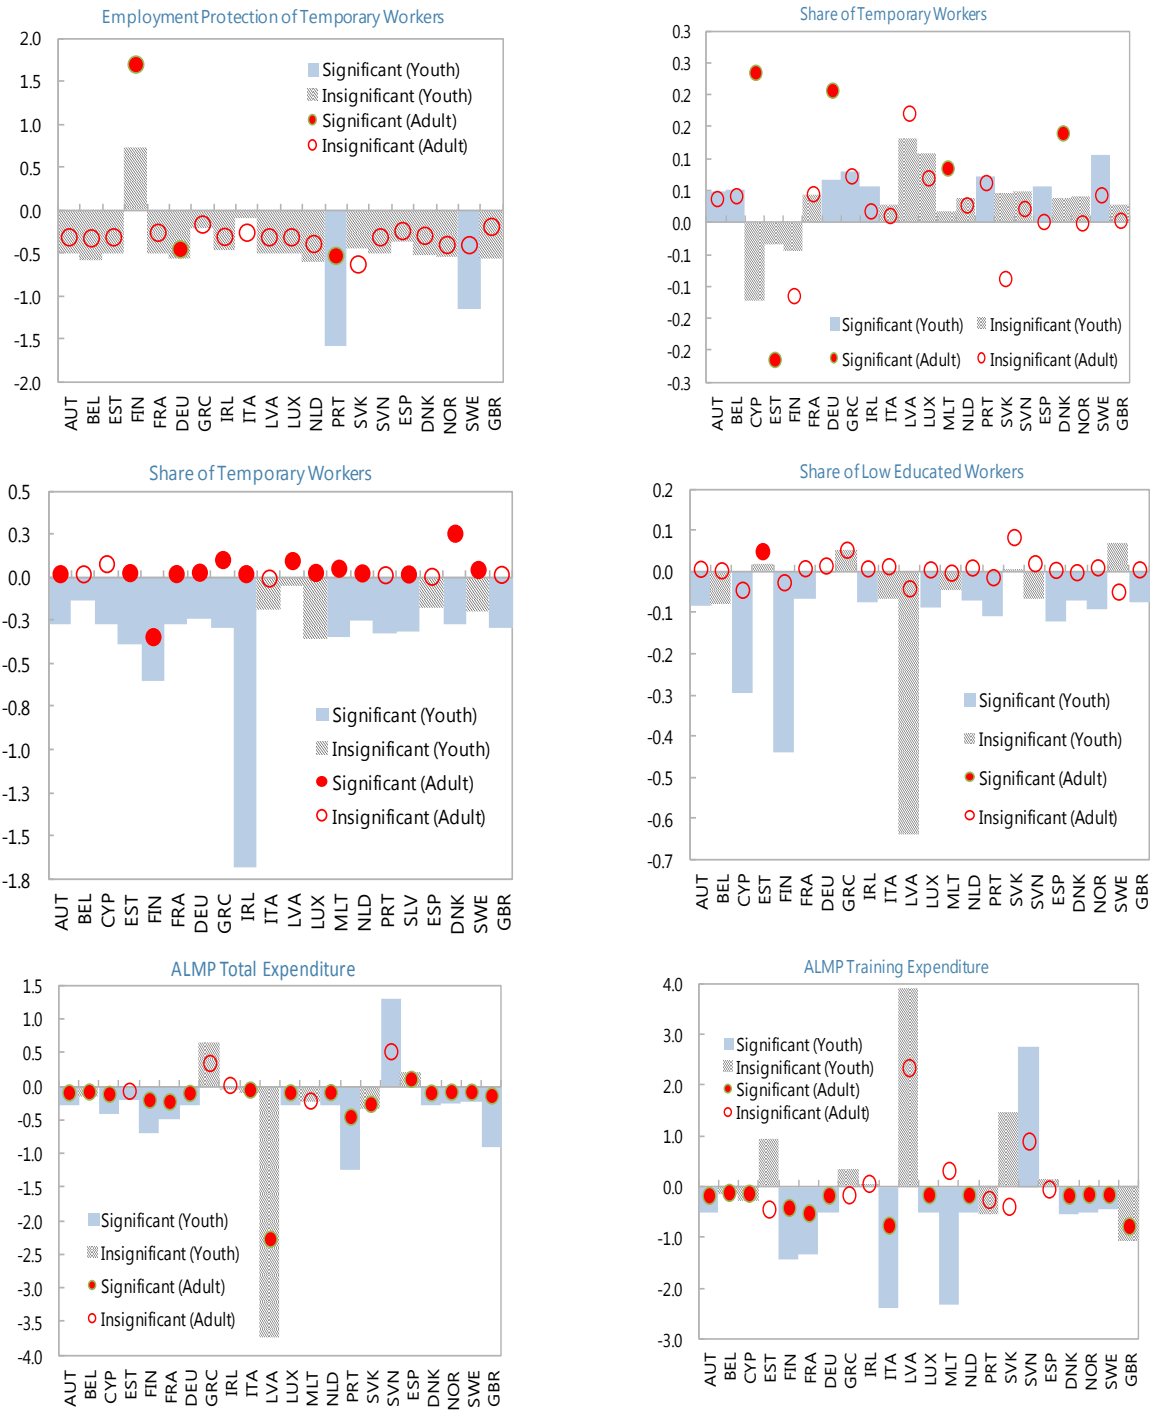 Employment Protection of Temporary Workers
2.0
1.5
1.0
0.5
0.0
-0.5
-1.0
-1.5
-2.0
Significant (Youth)
Insignificant (Youth)
Significant (Adult)
Insignificant (Adult)
AUT BEL EST FIN FRA DEU GRC IRL ITA LVA LUX NLD PRT SVK SVN ESP DNK NOR SWE GBR
Share of Temporary Workers
0.3
0.3
0.2
0.2
0.1
0.1
0.0
-0.1
-0.1
-0.2
-0.2
-0.3
Significant (Youth) Insignificant (Youth)
Significant (Adult) Insignificant (Adult)
AUT BEL CYP EST FIN FRA DEU GRC IRL ITA LVA LUX MLT NLD PRT SVK SVN ESP DNK NOR SWE GBR
Share of Temporary Workers
0.5
0.3
0.0
-0.3
-0.5
-0.8
-1.0
-1.3
-1.5
-1.8
Significant (Youth)
Insignificant (Youth)
Significant (Adult)
Insignificant (Adult)
AUT BEL CYP EST FIN FRA DEU GRC IRL ITA LVA LUX MLT NLD PRT SLV ESP DNK SWE GBR
Share of Low Educated Workers
0.2
0.1
0.0
-0.1
-0.2
-0.3
-0.4
-0.5
-0.6
-0.7
Significant (Youth)
Insignificant (Youth)
Significant (Adult)
Insignificant (Adult)
AUT BEL CYP EST FIN FRA DEU GRC IRL ITA LVA LUX MLT NLD PRT SVK SVN ESP DNK NOR SWE GBR
ALMP Total Expenditure
1.5
1.0
0.5
0.0
-0.5
-1.0
-1.5
-2.0
-2.5
-3.0
-3.5
-4.0
Significant (Youth)
Insignificant (Youth)
Significant (Adult)
Insignificant (Adult)
AUT BEL CYP EST FIN FRA DEU GRC IRL ITA LVA LUX MLT NLD PRT SVK SVN ESP DNK NOR SWE GBR
ALMP Training Expenditure
4.0
3.0
2.0
1.0
0.0
-1.0
-2.0
-3.0
Significant (Youth)
Insignificant (Youth)
Significant (Adult)
Insignificant (Adult)
AUT BEL CYP EST FIN FRA DEU GRC IRL ITA LVA LUX MLT NLD PRT SVK SVN ESP DNK NOR SWE GBR